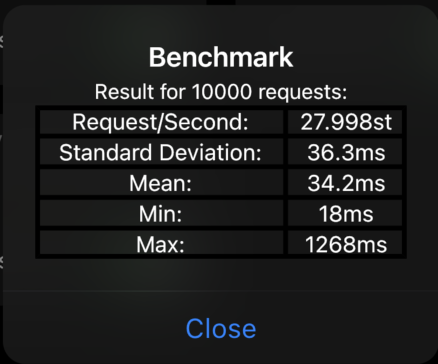 Benchmark
Result for 10000 requests:
Request/Second: 27.998st
Standard Deviation: 36.3ms
Mean: 34.2ms
Min: 18ms
Max: 1268ms
Close